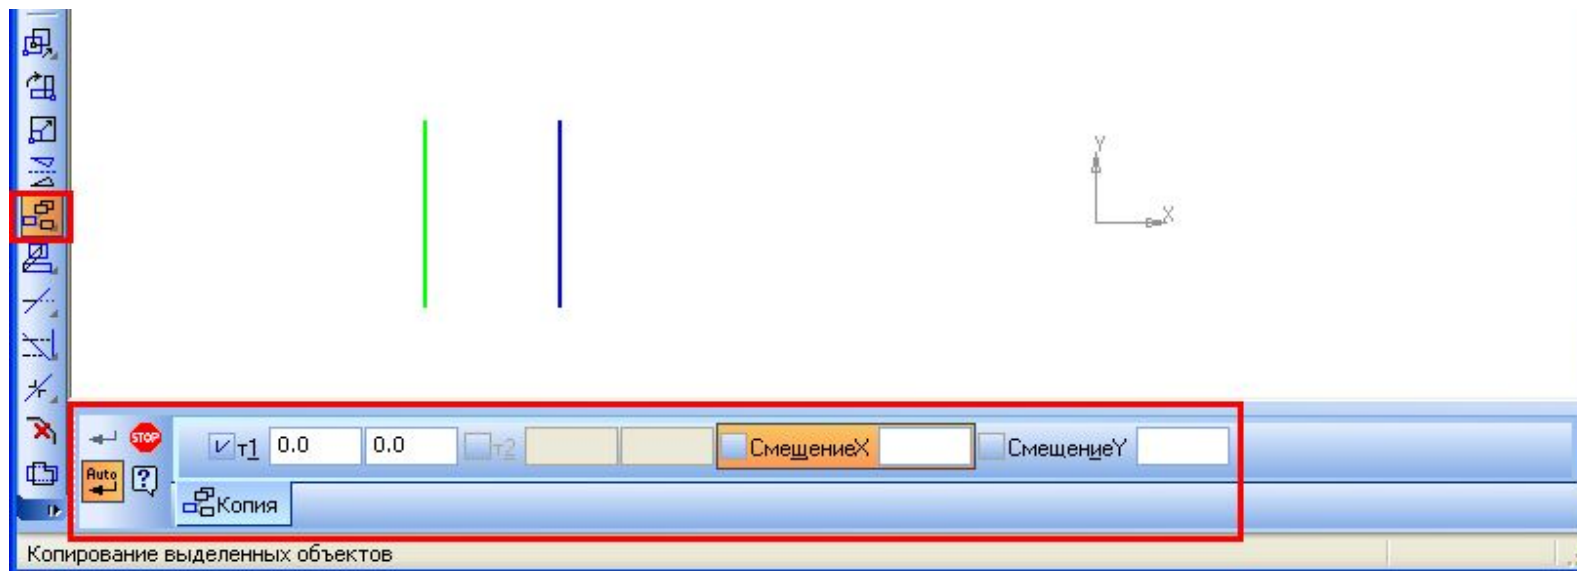 Y
X
STOP
т1 0.0 0.0 т2 СмещениеX СмещениеY
Auto
?
Копия
Копирование выделенных объектов